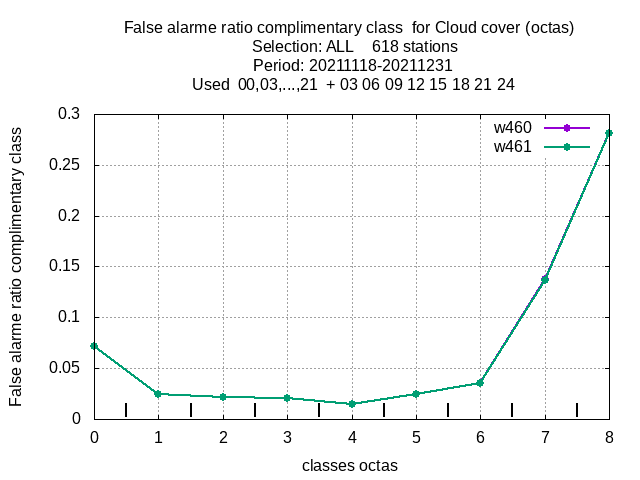 False alarme ratio complimentary class  for Cloud cover (octas)
Selection: ALL    618 stations
Period: 20211118-20211231
Used  00,03,...,21  + 03 06 09 12 15 18 21 24
w460
w461
False alarme ratio complimentary class
0.3
0.25
0.2
0.15
0.1
0.05
0
0 1 2 3 4 5 6 7 8
classes octas